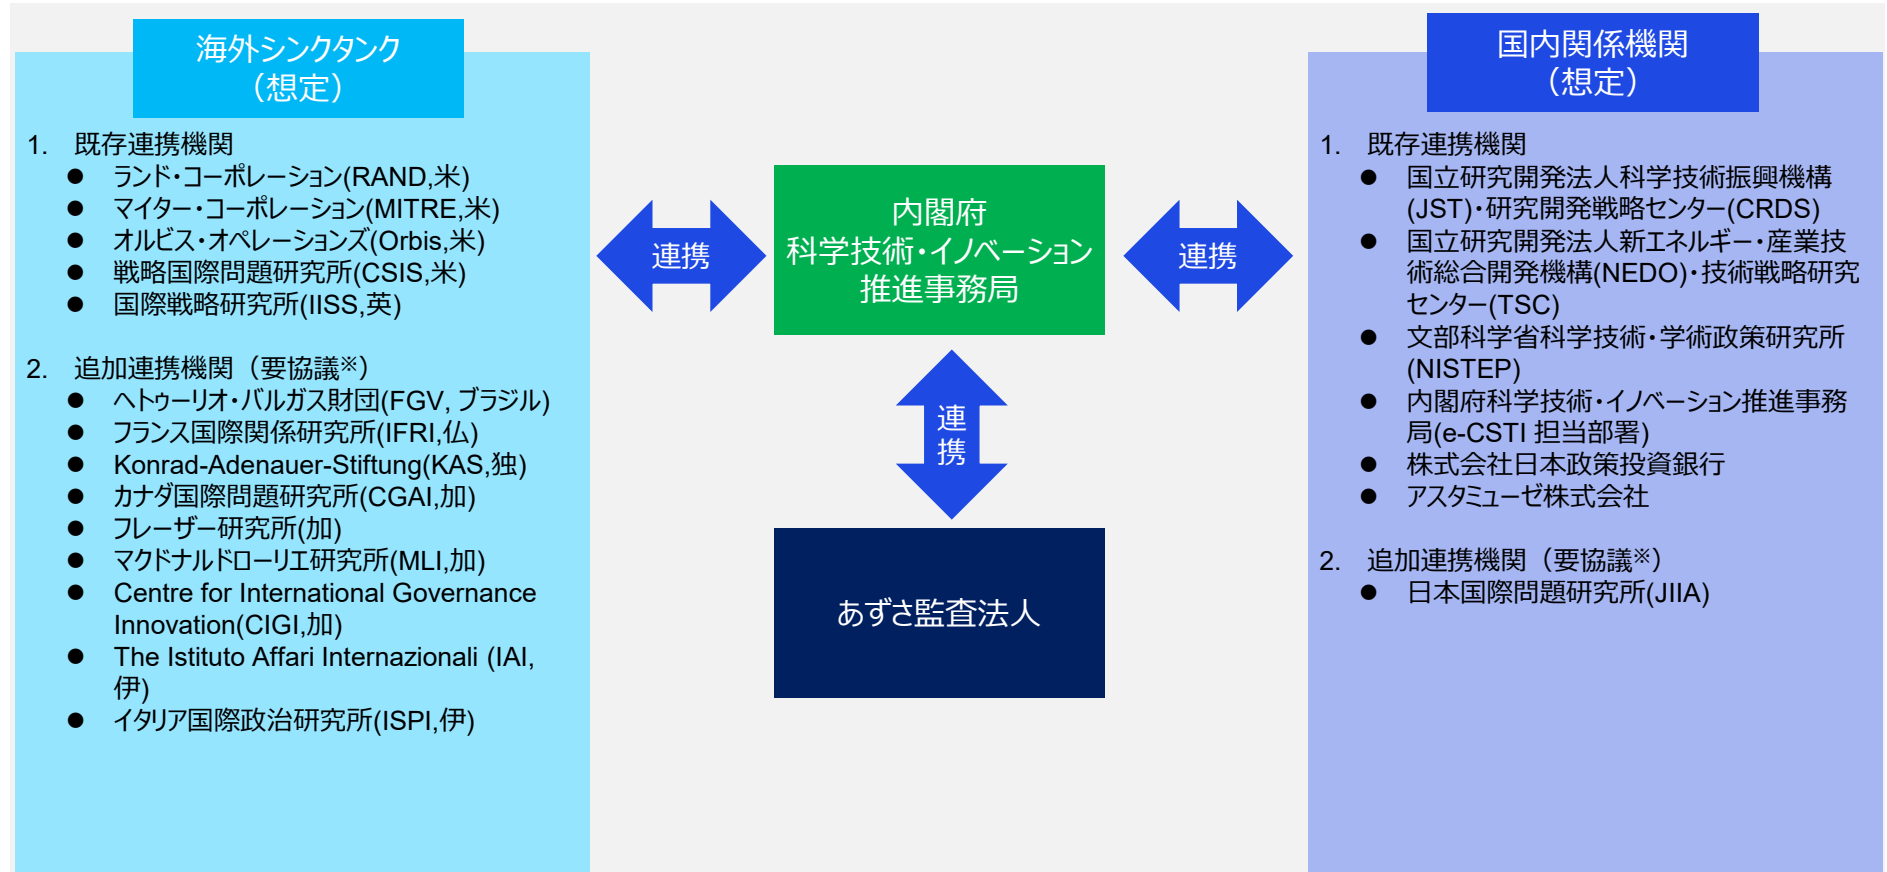 海外シンクタンク
（想定）
1. 既存連携機関
● ランド・コーポレーション(RAND,米)
● マイター・コーポレーション(MITRE,米)
● オルビス・オペレーションズ(Orbis,米)
● 戦略国際問題研究所(CSIS,米)
● 国際戦略研究所(IISS,英)
2. 追加連携機関（要協議※）
● ヘトゥーリオ・バルガス財団(FGV, ブラジル)
● フランス国際関係研究所(IFRI,仏)
● Konrad-Adenauer-Stiftung(KAS,独)
● カナダ国際問題研究所(CGAI,加)
● フレーザー研究所(加)
● マクドナルドローリエ研究所(MLI,加)
● Centre for International Governance
Innovation(CIGI,加)
● The Istituto Affari Internazionali (IAI,
伊)
● イタリア国際政治研究所(ISPI,伊)
連携
内閣府
科学技術・イノベーション
推進事務局
連携
連
携
あずさ監査法人
国内関係機関
（想定）
1. 既存連携機関
● 国立研究開発法人科学技術振興機構
(JST)・研究開発戦略センター(CRDS)
● 国立研究開発法人新エネルギー・産業技
術総合開発機構(NEDO)・技術戦略研究
センター(TSC)
● 文部科学省科学技術・学術政策研究所
(NISTEP)
● 内閣府科学技術・イノベーション推進事務
局(e-CSTI 担当部署)
● 株式会社日本政策投資銀行
● アスタミューゼ株式会社
2. 追加連携機関（要協議※）
● 日本国際問題研究所(JIIA)